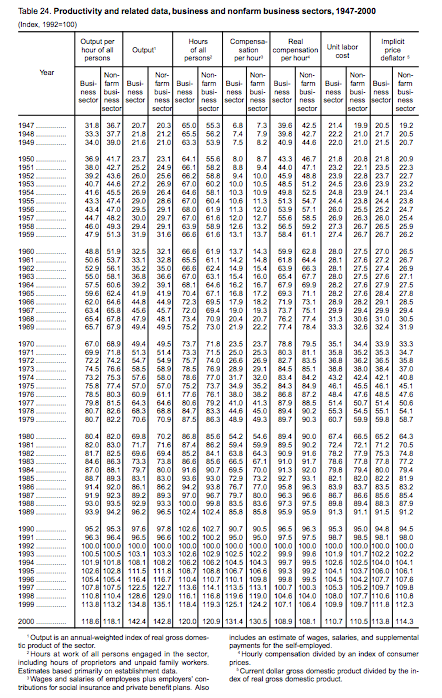 Table 24. Productivity and related data, business and nonfarm business sectors, 1947-2000
(Index, 1992=100)
Year
Output per hour of all persons
Output¹
Hours of all persons²
Compensa-sation per hour³
Real compensation per hour⁴
Unit labor cost
Implicit price deflator ⁵
Busi-ness sector Non-farm busi-ness sector Busi-ness sector Non-farm busi-ness sector Busi-ness sector Non-farm busi-ness sector Busi-ness sector Non-farm busi-ness sector Busi-ness sector Non-farm busi-ness sector Busi-ness sector Non-farm busi-ness sector Busi-ness sector Non-farm busi-ness sector
1947 31.8 36.7 20.7 20.3 65.0 55.3 6.8 7.3 39.6 42.5 21.4 19.9 20.5 19.2
1948 33.3 37.7 21.8 21.2 65.5 56.2 7.4 7.9 39.8 42.7 22.2 21.0 21.7 20.5
1949 34.0 39.0 21.6 21.0 63.3 53.9 7.5 8.2 40.9 44.6 22.0 21.0 21.5 20.7
1950 36.9 41.7 23.7 23.1 64.1 55.6 8.0 8.7 43.3 46.7 21.8 20.8 21.8 20.9
1951 38.0 42.7 25.2 24.9 66.1 58.2 8.8 9.4 44.0 47.1 23.2 22.1 23.5 22.3
1952 39.2 43.6 26.0 25.6 66.2 58.8 9.4 10.0 45.9 48.8 23.9 22.8 23.7 22.7
1953 40.7 44.6 27.2 26.9 67.0 60.2 10.0 10.5 48.5 51.2 24.5 23.6 23.9 23.2
1954 41.6 45.5 26.9 26.4 64.6 58.1 10.3 10.9 49.8 52.5 24.8 23.9 24.1 23.4
1955 43.3 47.4 29.0 28.6 67.0 60.4 10.6 11.3 51.3 54.7 24.4 23.8 24.4 23.8
1956 43.4 47.0 29.5 29.1 68.0 61.9 11.3 12.0 53.9 57.1 26.0 25.5 25.2 24.7
1957 44.7 48.2 30.0 29.7 67.0 61.6 12.0 12.7 55.6 58.5 26.9 26.3 26.0 25.4
1958 46.0 49.3 29.4 29.1 63.9 58.9 12.6 13.2 56.5 59.2 27.3 26.7 26.5 25.9
1959 47.9 51.3 31.9 31.6 66.6 61.6 13.1 13.7 58.4 61.1 27.4 26.7 26.7 26.2
1960 48.8 51.9 32.5 32.1 66.6 61.9 13.7 14.3 59.9 62.8 28.0 27.5 27.0 26.5
1961 50.6 53.7 33.1 32.8 65.5 61.1 14.2 14.8 61.8 64.4 28.1 27.6 27.2 26.7
1962 52.9 56.1 35.2 35.0 66.6 62.4 14.9 15.4 63.9 66.3 28.1 27.5 27.4 26.9
1963 55.0 58.1 36.8 36.6 67.0 63.1 15.4 16.0 65.4 67.7 28.0 27.5 27.6 27.1
1964 57.5 60.6 39.2 39.1 68.1 64.6 16.2 16.7 67.9 69.9 28.2 27.6 27.9 27.5
1965 59.6 62.4 41.9 41.9 70.4 67.1 16.8 17.2 69.3 71.1 28.2 27.6 28.4 27.8
1966 62.0 64.6 44.8 44.9 72.3 69.5 17.9 18.2 71.9 73.1 28.9 28.2 29.1 28.5
1967 63.4 65.8 45.6 45.7 72.0 69.4 19.0 19.3 73.7 75.1 29.9 29.4 29.9 29.4
1968 65.4 67.8 47.9 48.1 73.4 70.9 20.4 20.7 76.2 77.4 31.3 30.6 31.0 30.5
1969 65.7 67.9 49.4 49.5 75.2 73.0 21.9 22.2 77.4 78.4 33.3 32.6 32.4 31.9
1970 67.0 68.9 49.4 49.5 73.7 71.8 23.5 23.7 78.8 79.5 35.1 34.4 33.9 33.3
1971 69.9 71.8 51.3 51.4 73.3 71.5 25.0 25.3 80.3 81.1 35.8 35.2 35.3 34.7
1972 72.2 74.2 54.7 54.9 75.7 74.0 26.6 26.9 82.7 83.5 36.8 36.2 36.5 35.8
1973 74.5 76.6 58.5 58.9 78.5 76.9 28.9 29.1 84.5 85.1 38.8 38.0 38.4 37.0
1974 73.2 75.3 57.6 58.0 78.6 77.0 31.7 32.0 83.4 84.2 43.2 42.4 42.1 40.8
1975 75.8 77.4 57.0 57.0 75.2 73.7 34.9 35.2 84.3 84.9 46.1 45.5 46.1 45.1
1976 78.5 80.3 60.9 61.1 77.6 76.1 38.0 38.2 86.8 87.2 48.4 47.6 48.5 47.6
1977 79.8 81.5 64.3 64.6 80.6 79.2 41.0 41.3 87.9 88.5 51.4 50.7 51.4 50.6
1978 80.7 82.6 68.3 68.8 84.7 83.3 44.6 45.0 89.4 90.2 55.3 54.5 55.1 54.1
1979 80.7 82.2 70.6 70.9 87.5 86.3 48.9 49.3 89.7 90.3 60.7 59.9 59.8 58.7
1980 80.4 82.0 69.8 70.2 86.8 85.6 54.2 54.6 89.4 90.0 67.4 66.5 65.2 64.3
1981 82.0 83.0 71.7 71.6 87.4 86.2 59.4 59.9 89.5 90.2 72.4 72.1 71.2 70.5
1982 81.7 82.5 69.6 69.4 85.2 84.1 63.8 64.3 90.9 91.6 78.2 77.9 75.3 74.8
1983 84.6 86.3 73.3 73.8 86.6 85.6 66.5 67.1 91.0 91.7 78.6 77.8 77.8 77.2
1984 87.0 88.1 79.7 80.0 91.6 90.7 69.5 70.0 91.3 92.0 79.8 79.4 80.0 79.4
1985 88.7 89.3 83.1 83.0 93.6 93.0 72.9 73.2 92.7 93.1 82.1 82.0 82.2 81.9
1986 91.4 92.0 86.1 86.2 94.2 93.8 76.7 77.0 95.8 96.3 83.9 83.7 83.5 83.2
1987 91.9 92.3 89.2 89.3 97.0 96.7 79.7 80.0 96.3 96.6 86.7 86.6 85.6 85.4
1988 93.0 93.5 92.9 93.3 100.0 99.8 83.5 83.6 97.3 97.5 89.8 89.4 88.3 87.9
1989 93.9 94.2 96.2 96.5 102.4 102.4 85.8 85.8 95.9 95.9 91.3 91.1 91.5 91.2
1990 95.2 95.3 97.6 97.8 102.6 102.7 90.7 90.5 96.5 96.3 95.3 95.0 94.8 94.5
1991 96.3 96.4 96.5 96.6 100.2 100.2 95.0 95.0 97.5 97.5 98.7 98.5 98.1 98.0
1992 100.0 100.0 100.0 100.0 100.0 100.0 100.0 100.0 100.0 100.0 100.0 100.0 100.0 100.0
1993 100.5 100.5 103.1 103.3 102.6 102.9 102.5 102.2 99.9 99.6 101.9 101.7 102.2 102.2
1994 101.9 101.8 108.1 108.2 106.2 106.2 104.5 104.3 99.7 99.5 102.6 102.5 104.0 104.1
1995 102.6 102.8 111.5 111.8 108.7 108.8 106.7 106.6 99.3 99.2 104.1 103.7 106.0 106.1
1996 105.4 105.4 116.4 116.7 110.4 110.7 110.1 109.8 99.8 99.5 104.5 104.2 107.7 107.6
1997 107.8 107.5 122.5 122.7 113.6 114.1 113.5 113.1 100.7 100.3 105.3 105.2 109.7 109.8
1998 110.8 110.4 128.6 129.0 116.1 116.8 119.6 119.0 104.6 104.0 108.0 107.7 110.6 110.8
1999 113.8 113.2 134.8 135.1 118.4 119.3 125.1 124.2 107.1 106.4 109.9 109.7 111.8 112.3
2000 118.6 118.1 142.4 142.8 120.0 120.9 131.4 130.5 108.9 108.1 110.7 110.5 113.8 114.3
¹Output is an annual-weighted index of real gross domestic product of the sector.
²Hours at work of all persons engaged in the sector, including hours of proprietors and unpaid family workers. Estimates based primarily on establishment data.
³Wages and salaries of employees plus employers' contributions for social insurance and private benefit plans. Also
includes an estimate of wages, salaries, and supplemental payments for the self-employed.
⁴Hourly compensation divided by an index of consumer prices.
⁵Current dollar gross domestic product divided by the index of real gross domestic product.